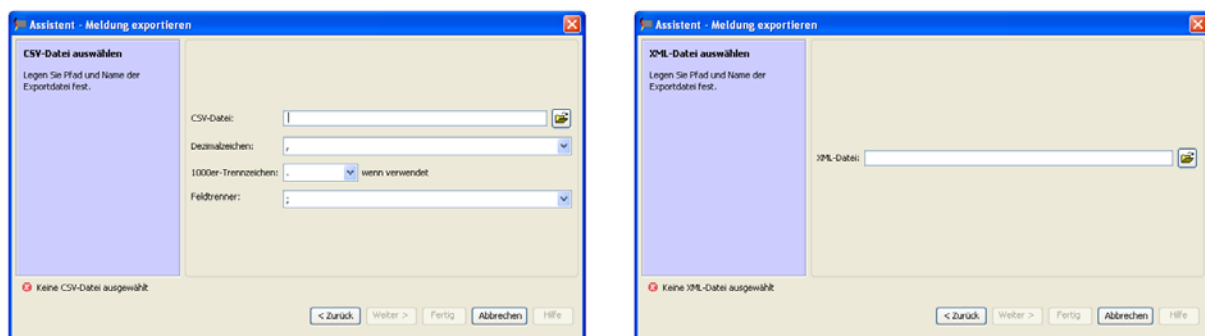 Assistent - Meldung exportieren
CSV-Datei auswählen
Legen Sie Pfad und Name der
Exportdatei fest.
CSV-Datei:
Dezimalzeichen: ,
1000er-Trennzeichen: . wenn verwendet
Feldtrenner: ;
Keine CSV-Datei ausgewählt
< Zurück Weiter > Fertig Abbrechen Hilfe
Assistent - Meldung exportieren
XML-Datei auswählen
Legen Sie Pfad und Name der
Exportdatei fest.
XML-Datei:
Keine XML-Datei ausgewählt
< Zurück Weiter > Fertig Abbrechen Hilfe